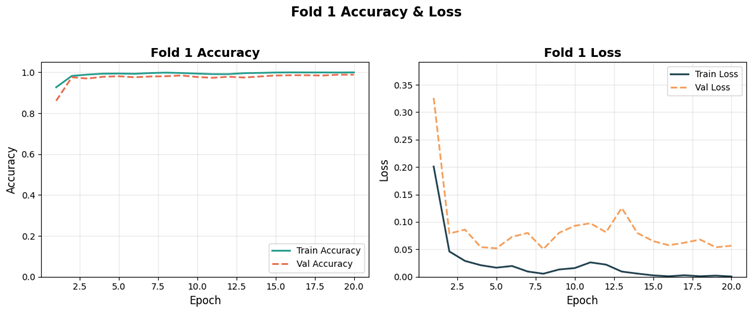 Fold 1 Accuracy & Loss
Fold 1 Accuracy
1.0
0.8
0.6
0.4
0.2
0.0
Accuracy
Train Accuracy
Val Accuracy
2.5 5.0 7.5 10.0 12.5 15.0 17.5 20.0
Epoch
Fold 1 Loss
0.35
0.30
0.25
0.20
0.15
0.10
0.05
0.00
Loss
Train Loss
Val Loss
2.5 5.0 7.5 10.0 12.5 15.0 17.5 20.0
Epoch